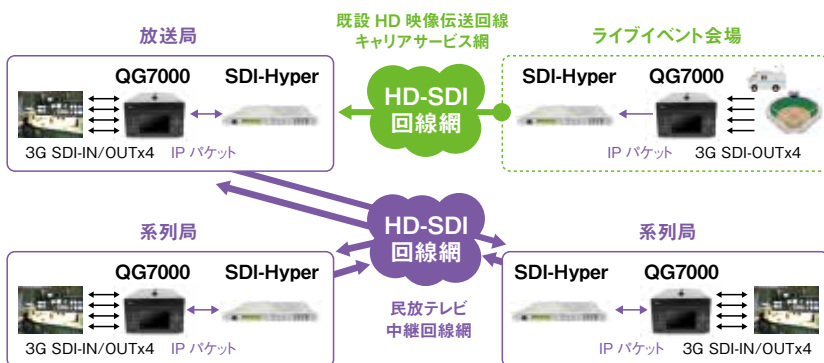 既設 HD 映像伝送回線
キャリアサービス網
放送局
QG7000
SDI-Hyper
3G SDI-IN/OUTx4
IP パケット
HD-SDI
回線網
ライブイベント会場
SDI-Hyper
QG7000
IP パケット
3G SDI-OUTx4
HD-SDI
回線網
民放テレビ
中継回線網
系列局
QG7000
SDI-Hyper
3G SDI-IN/OUTx4
IP パケット
系列局
SDI-Hyper
QG7000
IP パケット
3G SDI-IN/OUTx4